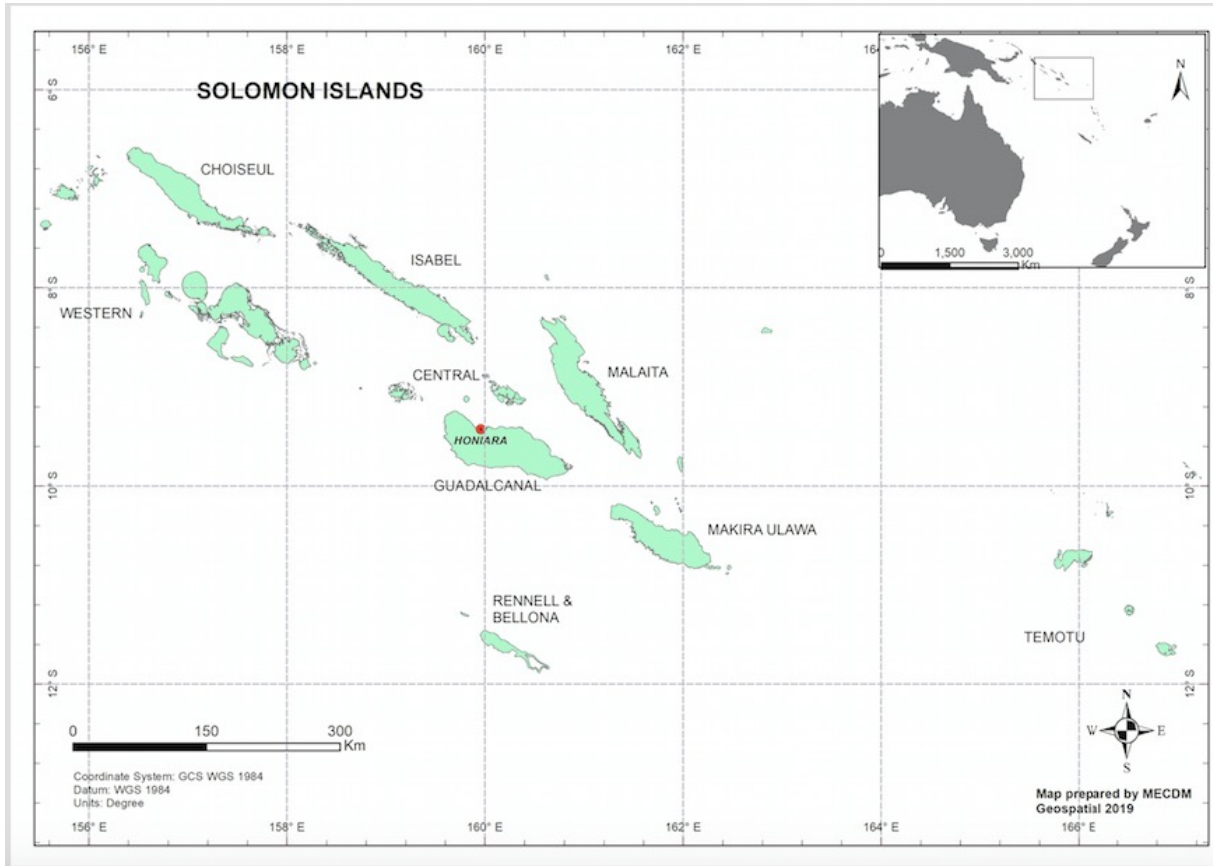 156° E
158° E
160° E
162° E
SOLOMON ISLANDS
6° S
N
0
1,500
3,000
Km
CHOISEUL
ISABEL
8° S
8° S
WESTERN
CENTRAL
MALAITA
HONIARA
GUADALCANAL
10° S
10° S
MAKIRA ULAWA
RENNELL &
BELLONA
TEMOTU
12° S
12° S
N
W
E
S
0
150
300
Km
Coordinate System: GCS WGS 1984
Datum: WGS 1984
Units: Degree
Map prepared by MECDM
Geospatial 2019
156° E
158° E
160° E
162° E
164° E
166° E